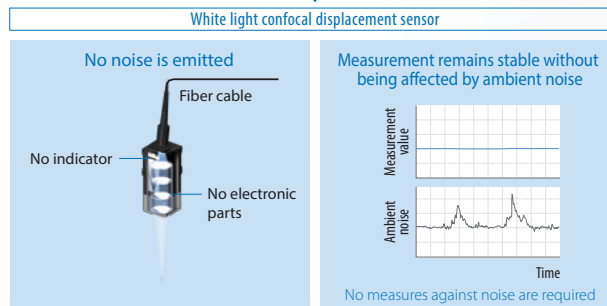 White light confocal displacement sensor
No noise is emitted
Fiber cable
No indicator
No electronic
parts
Measurement remains stable without
being affected by ambient noise
Measurement
value
Ambient
noise
Time
No measures against noise are required